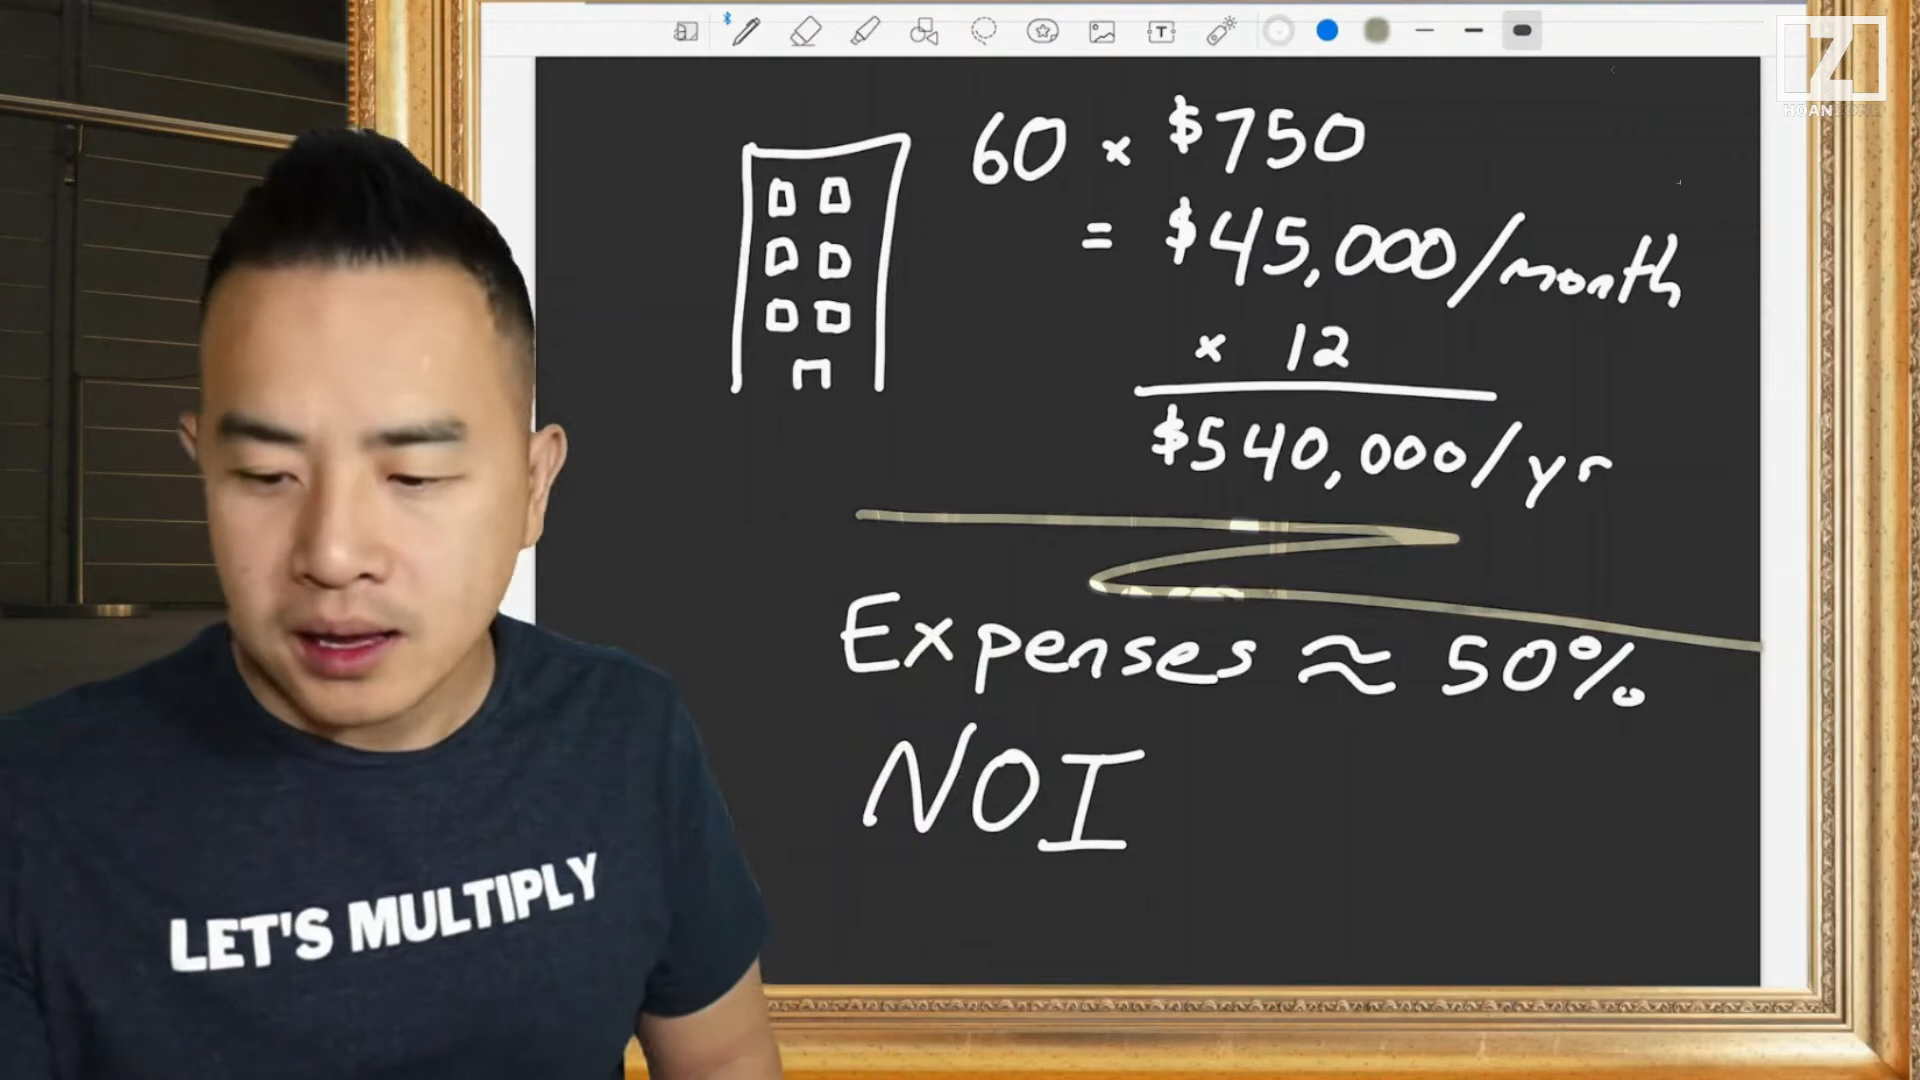 60 × $750
= $45,000/month
× 12
$540,000/yr
Expenses ≈ 50%
NOI
LET'S MULTIPLY
Z
T